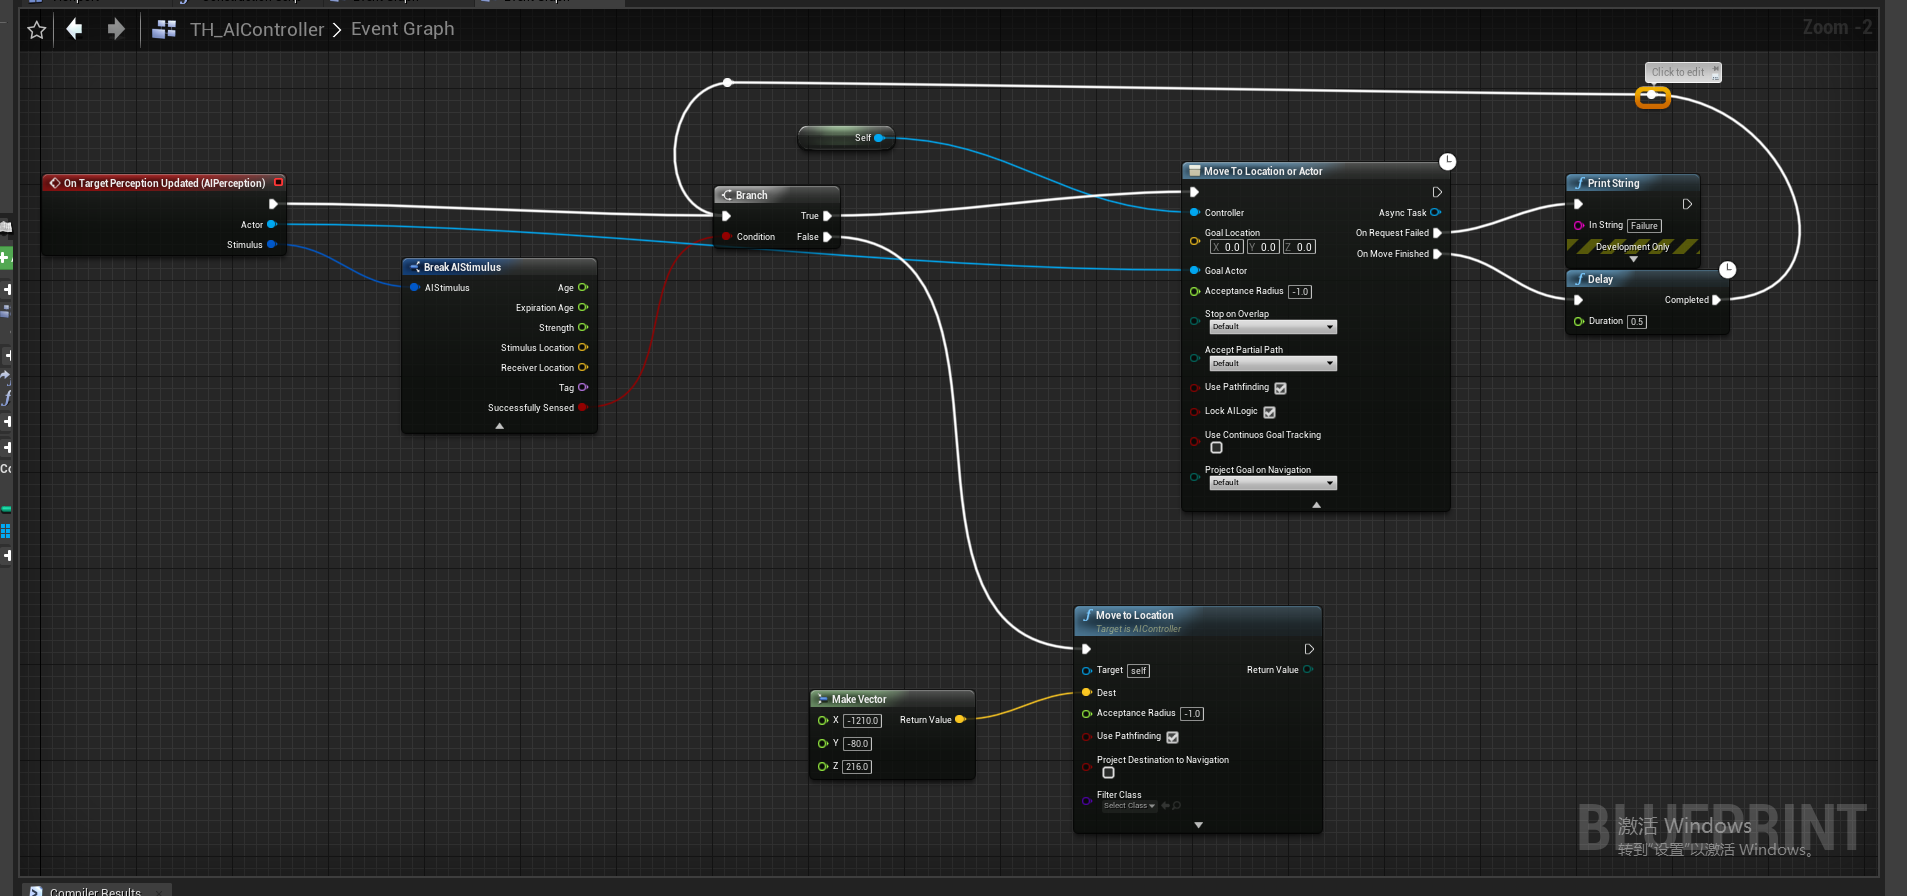 TH_AIController > Event Graph
Zoom -2
Click to edit
Self
On Target Perception Updated (AIPerception)
Actor
Stimulus
Branch
True
Condition
False
Break AIStimulus
AIStimulus
Age
Expiration Age
Strength
Stimulus Location
Receiver Location
Tag
Successfully Sensed
Move To Location or Actor
Controller
Async Task
Goal Location
X 0.0 Y 0.0 Z 0.0
On Request Failed
On Move Finished
Goal Actor
Acceptance Radius -1.0
Stop on Overlap
Default
Accept Partial Path
Default
Use Pathfinding
Lock AILogic
Use Continuos Goal Tracking
Project Goal on Navigation
Default
Print String
In String Failure
Development Only
Delay
Completed
Duration 0.5
Move to Location
Target is AIController
Target self
Return Value
Dest
Acceptance Radius -1.0
Use Pathfinding
Project Destination to Navigation
Filter Class
Select Class
Make Vector
X -1210.0
Return Value
Y -80.0
Z 216.0
BLUEPRINT
激活 Windows
转到"设置"以激活 Windows。
Compiler Results